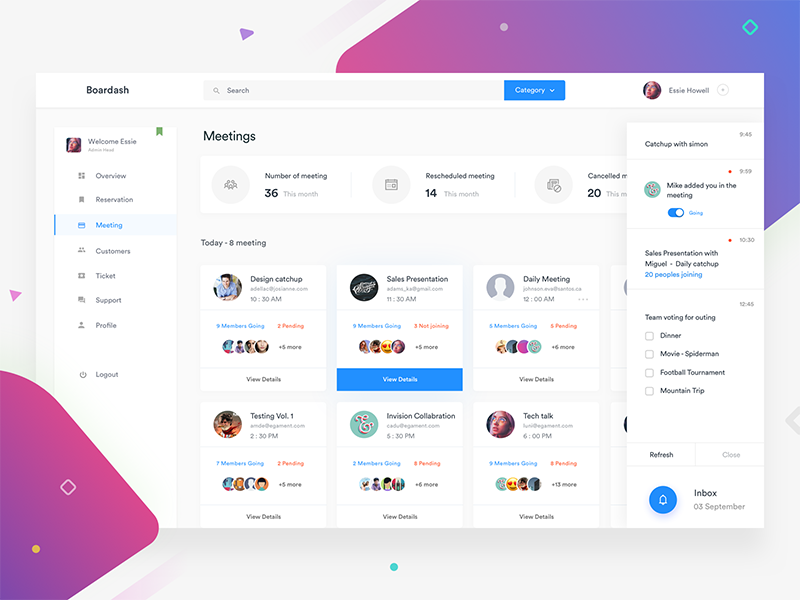 Boardash
Search
Category
Essie Howell
Welcome Essie
Admin Head
Overview
Reservation
Meeting
Customers
Ticket
Support
Profile
Logout
Meetings
Number of meeting
36 This month
Rescheduled meeting
14 This month
Cancelled m
20 This m
Today - 8 meeting
Design catchup
adellac@josianne.com
10 : 30 AM
9 Members Going 2 Pending
+5 more
View Details
Sales Presentation
adams_ka@gmail.com
11 : 30 AM
9 Members Going 3 Not joining
+5 more
View Details
Daily Meeting
johnson.ava@santos.ca
12 : 00 AM
5 Members Going 5 Pending
+6 more
View Details
Testing Vol. 1
amde@egament.com
2 : 30 PM
7 Members Going 2 Pending
+5 more
View Details
Invision Collabration
cadu@egament.com
5 : 30 PM
2 Members Going 8 Pending
+6 more
View Details
Tech talk
luni@egament.com
6 : 00 PM
9 Members Going 8 Pending
+13 more
View Details
9:45
Catchup with simon
9:39
Mike added you in the
meeting
Going
10:30
Sales Presentation with
Miguel - Daily catchup
20 peoples joining
12:45
Team voting for outing
Dinner
Movie - Spiderman
Football Tournament
Mountain Trip
Refresh
Close
Inbox
03 September